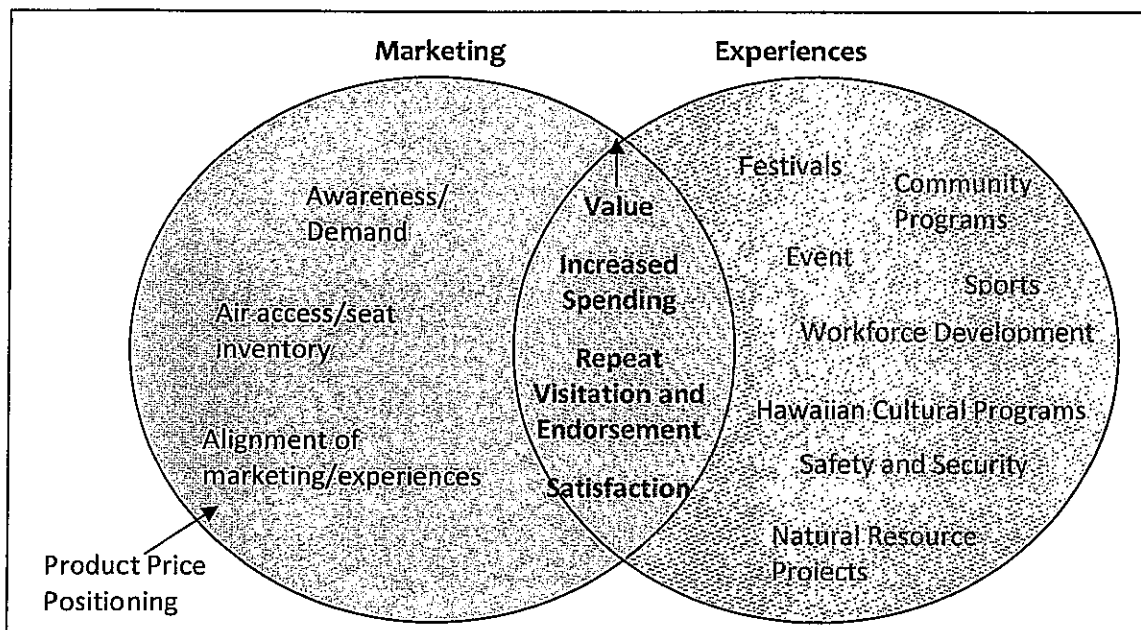 Marketing
Experiences
Awareness/
Demand
Air access/seat
inventory
Alignment of
marketing/experiences
Product Price
Positioning
Value
Increased
Spending
Repeat
Visitation and
Endorsement
Satisfaction
Festivals
Community
Programs
Event
Sports
Workforce Development
Hawaiian Cultural Programs
Safety and Security
Natural Resource
Projects